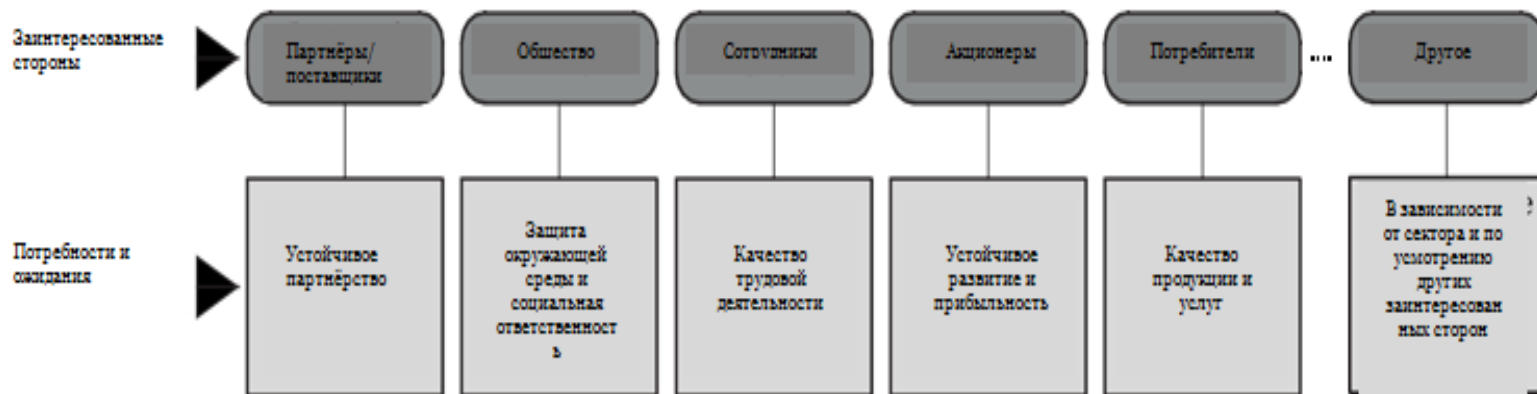 Заинтересованные
стороны
Партнёры/
поставщики
Обшество
Сотрудники
Акционеры
Потребители
....
Другое
Потребности и
ожидания
Устойчивое
партнёрство
Защита
окружающей
среды и
социальная
ответственност
ь
Качество
трудовой
деятельности
Устойчивое
развитие и
прибыльность
Качество
продукции и
услуг
В зависимости
от сектора и по
усмотрению
других
заинтересован
ных сторон